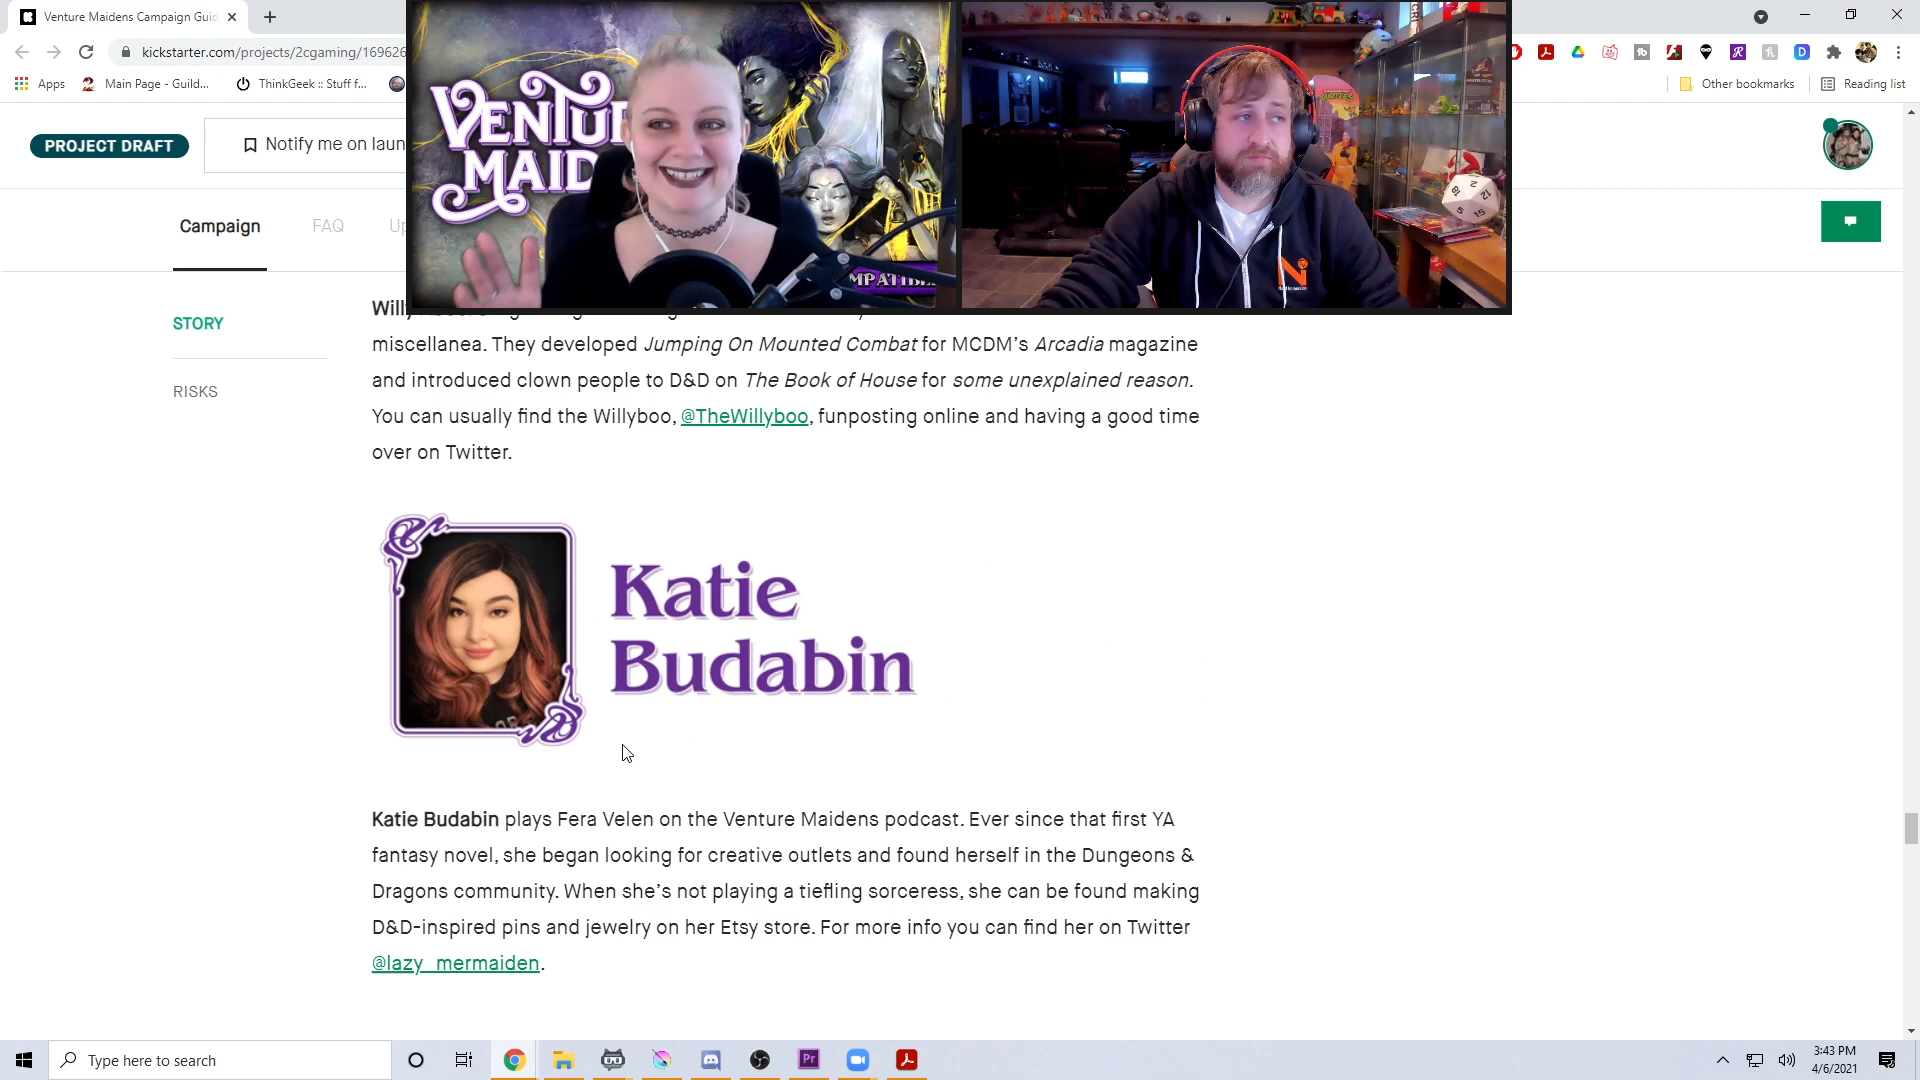 Venture Maidens Campaign Guid
kickstarter.com/projects/2cgaming/169626
Apps
Main Page - Guild...
ThinkGeek :: Stuff f...
Other bookmarks
Reading list
PROJECT DRAFT
Notify me on laun
Campaign
FAQ
Up
STORY
RISKS
VENTU
MAID
MPATIBL
Willy
miscellanea. They developed Jumping On Mounted Combat for MCDM's Arcadia magazine
and introduced clown people to D&D on The Book of House for some unexplained reason.
You can usually find the Willyboo, @TheWillyboo, funposting online and having a good time
over on Twitter.
Katie
Budabin
Katie Budabin plays Fera Velen on the Venture Maidens podcast. Ever since that first YA
fantasy novel, she began looking for creative outlets and found herself in the Dungeons &
Dragons community. When she's not playing a tiefling sorceress, she can be found making
D&D-inspired pins and jewelry on her Etsy store. For more info you can find her on Twitter
@lazy_mermaiden.
Type here to search
Pr
3:43 PM
4/6/2021